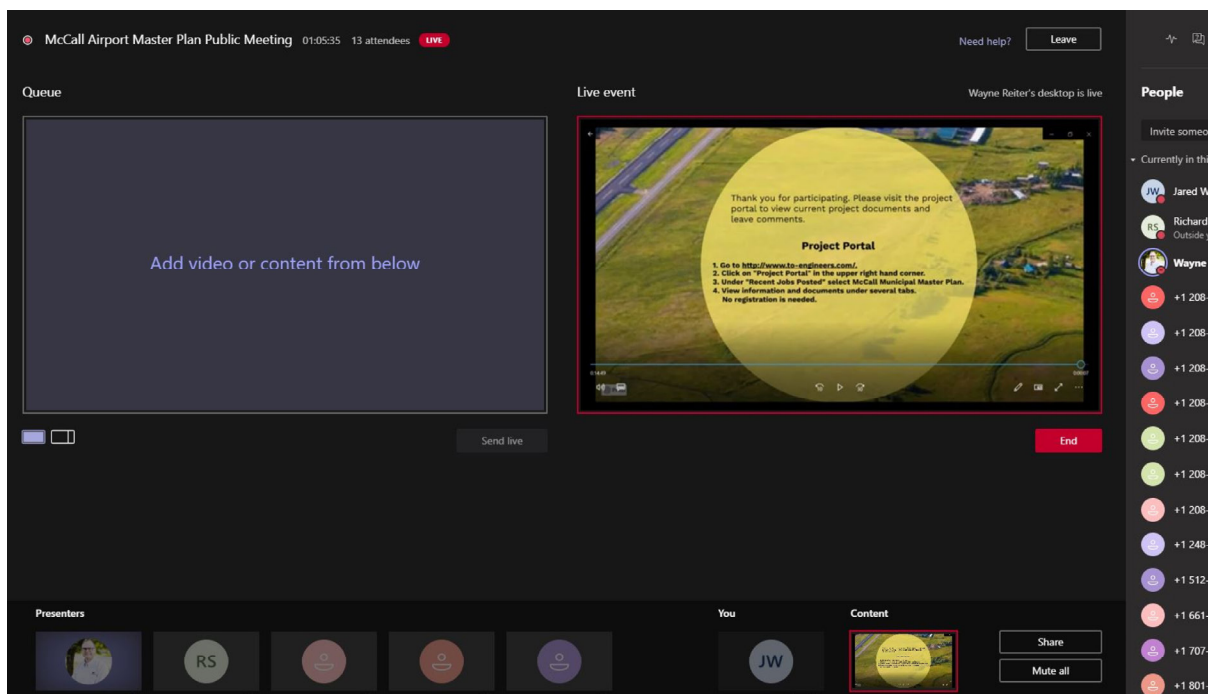 McCall Airport Master Plan Public Meeting 01:05:35 13 attendees LIVE
Need help? Leave
Queue
Live event
Wayne Reiter's desktop is live
People
Add video or content from below
Thank you for participating. Please visit the project
portal to view current project documents and
leave comments.
Project Portal
1. Go to http://www.to-engineers.com/.
2. Click on "Project Portal" in the upper right hand corner.
3. Under "Recent Jobs Posted" select McCall Municipal Master Plan.
4. View information and documents under several tabs.
No registration is needed.
Send live
End
Invite someo
Currently in thi
JW Jared W
RS Richard
Outside y
Wayne
+1 208-
+1 208-
+1 208-
+1 208-
+1 208-
+1 208-
+1 208-
+1 248-
+1 512-
+1 661-
+1 707-
+1 801-
Presenters
You
Content
RS
JW
Share
Mute all